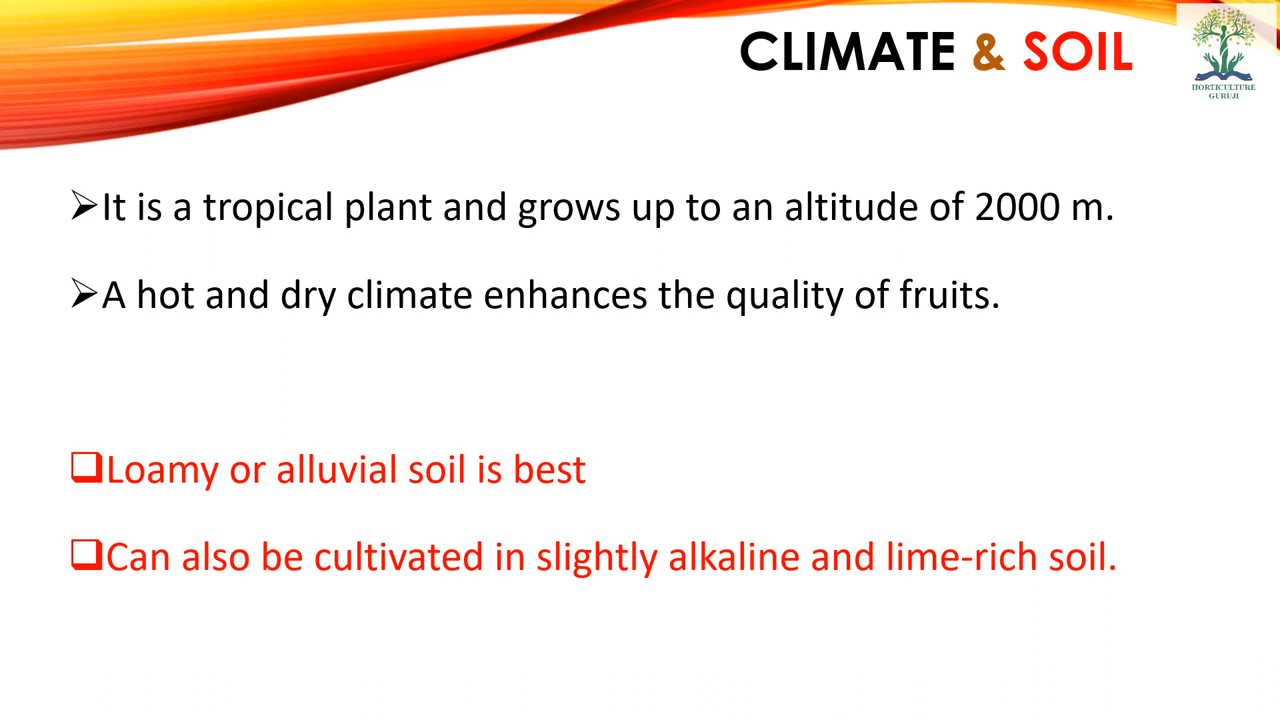 CLIMATE & SOIL
HORTICULTURE
GURUJI
➢It is a tropical plant and grows up to an altitude of 2000 m.
➢A hot and dry climate enhances the quality of fruits.
❑Loamy or alluvial soil is best
❑Can also be cultivated in slightly alkaline and lime-rich soil.